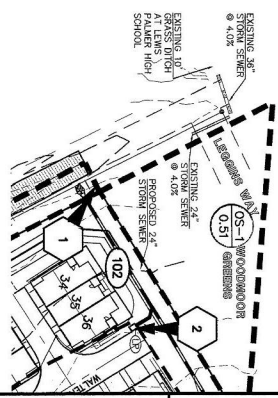 EXISTING 36"
STORM SEWER
@ 4.0%
EXISTING 10'
GRASS DITCH
AT LEWIS
PALMER HIGH
SCHOOL
LEGGINS WAY
OS-1
0.51
WOODMOOR
GREENS
EXISTING 24"
STORM SEWER
@ 4.0%
PROPOSED 24"
STORM SEWER
1
102
2
34
35
36
LP